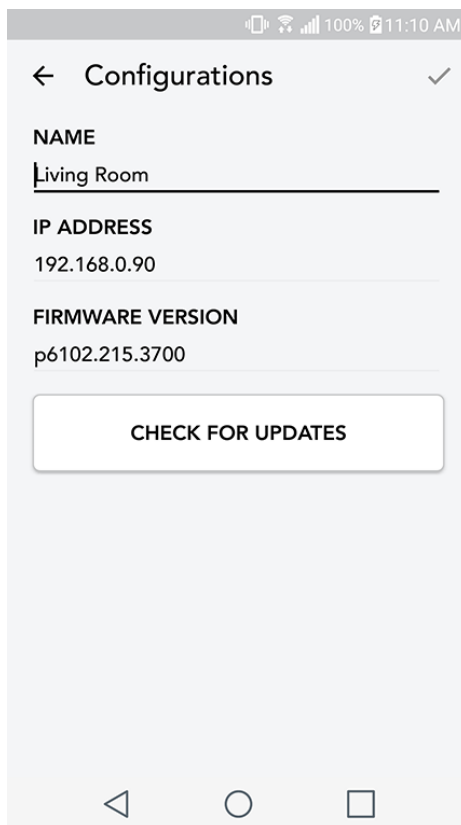 100% 11:10 AM
Configurations
NAME
Living Room
IP ADDRESS
192.168.0.90
FIRMWARE VERSION
p6102.215.3700
CHECK FOR UPDATES